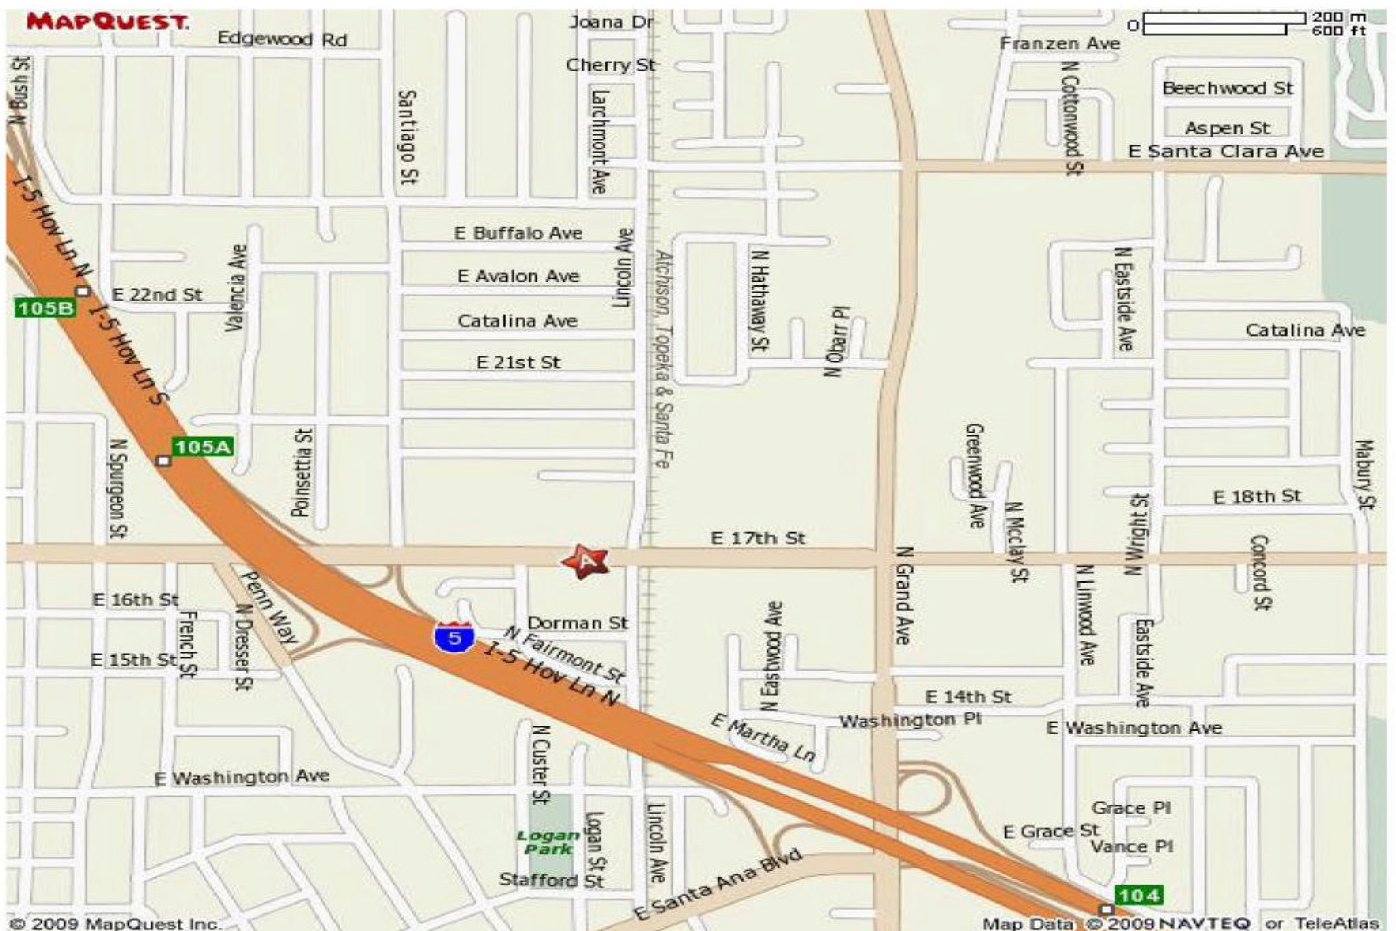 MAPQUEST.
Joana Dr
0
200 m
600 ft
Edgewood Rd
Franzen Ave
Cherry St
N Bush St
Santiago St
Larchmont Ave
N Cottonwood St
Beechwood St
Aspen St
E Santa Clara Ave
I-5 Hov Ln N
E Buffalo Ave
Lincoln Av
Valencia Ave
E Avalon Ave
Atchison, Topeka & Santa Fe
N Hathaway St
N Eastside Ave
E 22nd St
105B
I-5 Hov Ln S
Catalina Ave
N Obarr Pl
Catalina Ave
E 21st St
105A
N Spurgeon St
Poinsettia St
Greenwood Ave
N Mcclay St
Mabury St
E 18th St
N Wright St
E 17th St
A
Concord St
N Grand Ave
N Linwood Ave
Penn Way
E 16th St
French St
N Dresser St
5
Dorman St
N Fairmont St
N Eastwood Ave
Eastside Ave
E 15th St
I-5 Hov Ln N
E 14th St
E Martha Ln
Washington Pl
E Washington Ave
N Custer St
E Washington Ave
Grace Pl
Logan
Park
Logan St
Lincoln Ave
E Grace St
Vance Pl
Stafford St
E Santa Ana Blvd
104
© 2009 MapQuest Inc.
Map Data © 2009 NAVTEQ or TeleAtlas